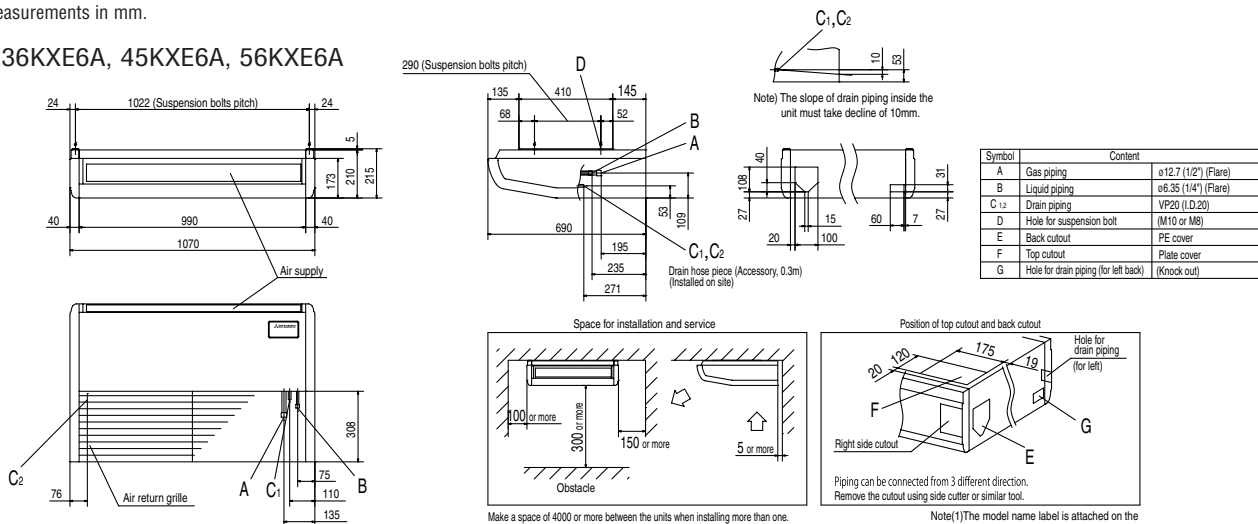 easurements in mm.
36KXE6A, 45KXE6A, 56KXE6A
24
1022 (Suspension bolts pitch)
24
5
173
210
215
40
990
40
1070
Air supply
308
75
110
135
76
Air return grille
C2
A
C1
B
290 (Suspension bolts pitch)
D
135
410
145
68
52
B
A
53
109
690
195
235
271
C1,C2
Drain hose piece (Accessory, 0.3m)
(Installed on site)
C1,C2
10
53
Note) The slope of drain piping inside the
unit must take decline of 10mm.
40
108
27
15
20
100
60
7
31
27
Symbol Content
A Gas piping ø12.7 (1/2") (Flare)
B Liquid piping ø6.35 (1/4") (Flare)
C 1,2 Drain piping VP20 (I.D.20)
D Hole for suspension bolt (M10 or M8)
E Back cutout PE cover
F Top cutout Plate cover
G Hole for drain piping (for left back) (Knock out)
Space for installation and service
100 or more
300 or more
150 or more
5 or more
Obstacle
Make a space of 4000 or more between the units when installing more than one.
Position of top cutout and back cutout
20
120
175
19
Hole for
drain piping
(for left)
F
G
E
Right side cutout
Piping can be connected from 3 different direction.
Remove the cutout using side cutter or similar tool.
Note(1)The model name label is attached on the